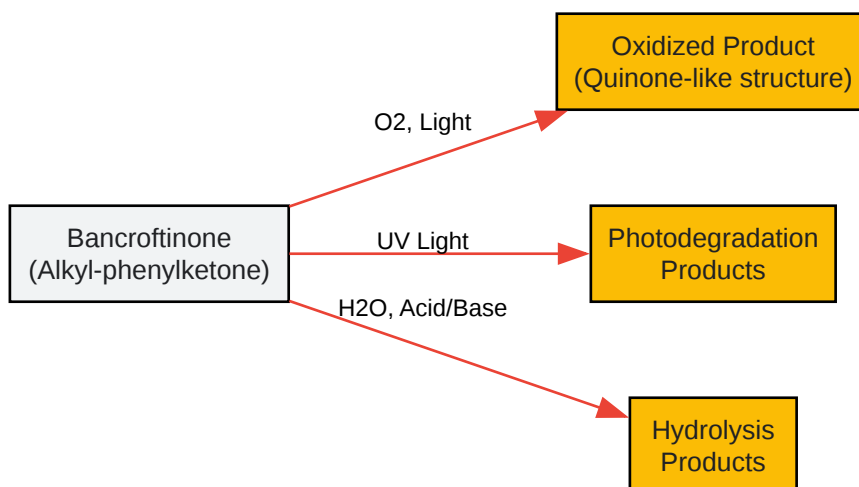 Oxidized Product
(Quinone-like structure)
O2, Light
Bancroftinone
(Alkyl-phenylketone)
UV Light
Photodegradation
Products
H2O, Acid/Base
Hydrolysis
Products